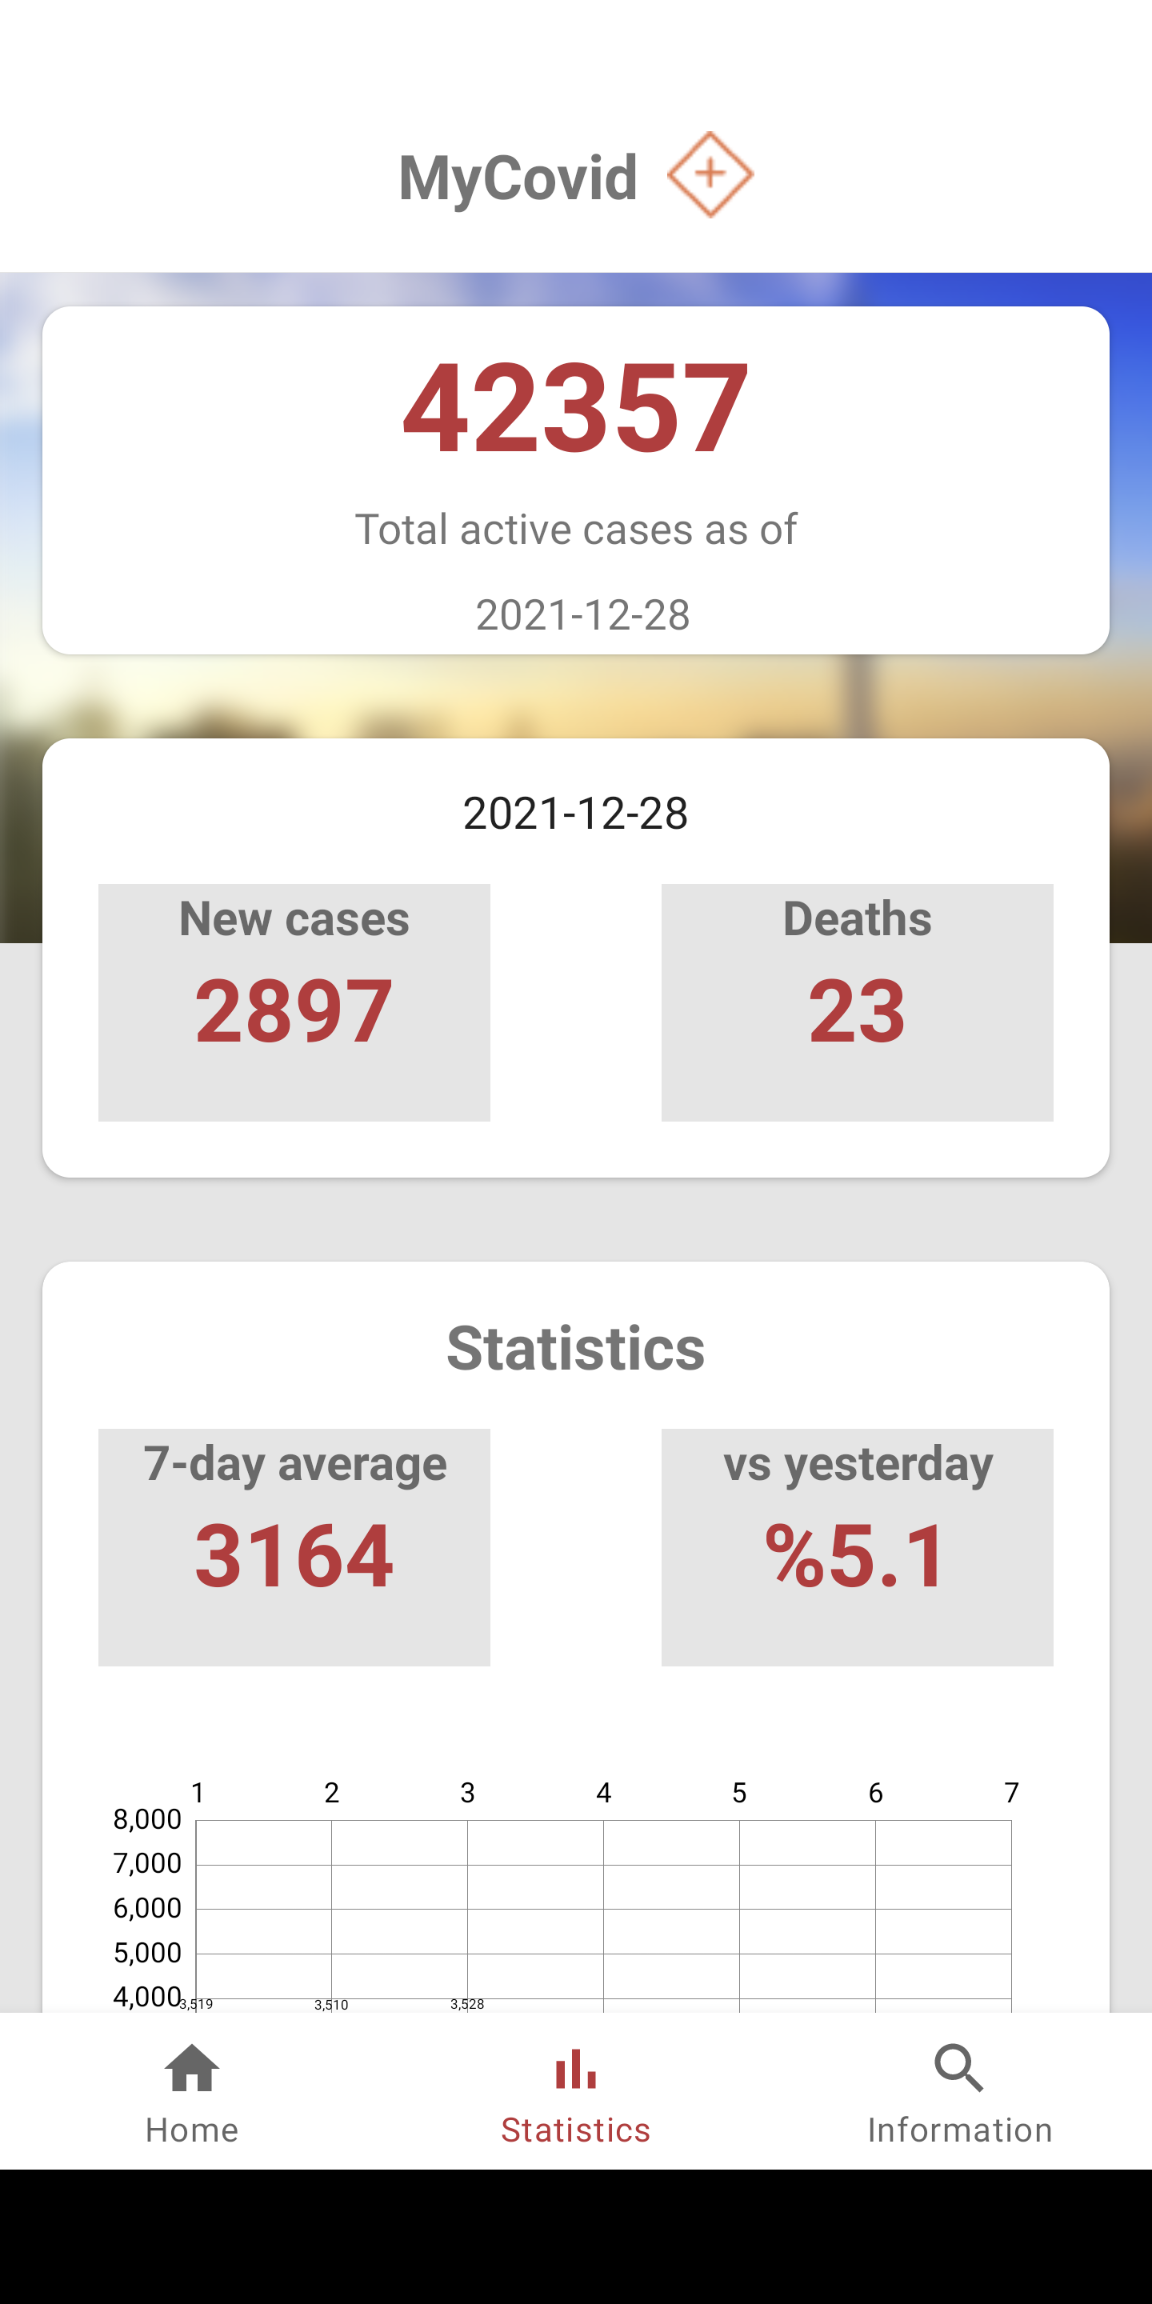 MyCovid
42357
Total active cases as of
2021-12-28
2021-12-28
New cases
2897
Deaths
23
Statistics
7-day average
3164
vs yesterday
%5.1
1 2 3 4 5 6 7
8,000
7,000
6,000
5,000
4,000
3,519 3,510 3,528
Home
Statistics
Information